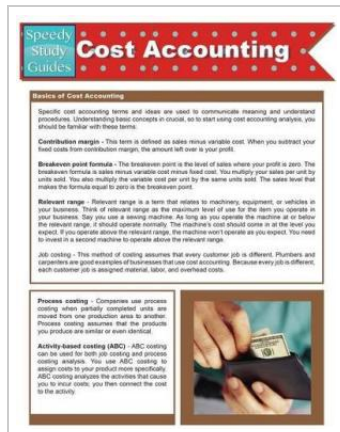 Speedy
Study
Guides
Cost Accounting
Basics of Cost Accounting
Specific cost accounting terms and ideas are used to communicate meaning and understand
procedures. Understanding basic concepts in crucial, so to start using cost accounting analysis, you
should be familiar with these terms:
Contribution margin - This term is defined as sales minus variable cost. When you subtract your
fixed costs from contribution margin, the amount left over is your profit.
Breakeven point formula - The breakeven point is the level of sales where your profit is zero. The
breakeven formula is sales minus variable cost minus fixed cost. You multiply your sales per unit by
units sold. You also multiply the variable cost per unit by the same units sold. The sales level that
makes the formula equal to zero is the breakeven point.
Relevant range - Relevant range is a term that relates to machinery, equipment, or vehicles in
your business. Think of relevant range as the maximum level of use for the item you operate in
your business. Say you use a sewing machine. As long as you operate the machine at or below
the relevant range, it should operate normally. The machine's cost should come in at the level you
expect. If you operate above the relevant range, the machine won't operate as you expect. You need
to invest in a second machine to operate above the relevant range.
Job costing - This method of costing assumes that every customer job is different. Plumbers and
carpenters are good examples of businesses that use cost accounting. Because every job is different,
each customer job is assigned material, labor, and overhead costs.
Process costing - Companies use process
costing when partially completed units are
moved from one production area to another.
Process costing assumes that the products
you produce are similar or even identical.
Activity-based costing (ABC) - ABC costing
can be used for both job costing and process
costing analysis. You use ABC costing to
assign costs to your product more specifically.
ABC costing analyzes the activities that cause
you to incur costs; you then connect the cost
to the activity.